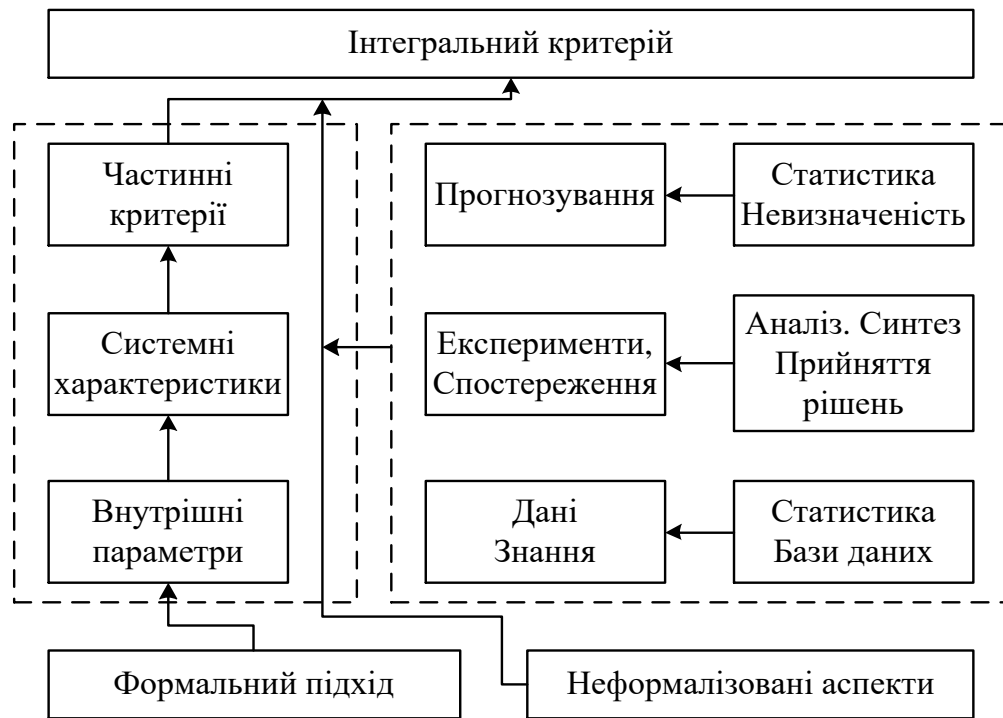 Інтегральний критерій
Частинні
критерії
Прогнозування
Статистика
Невизначеність
Системні
характеристики
Експерименти,
Спостереження
Аналіз. Синтез
Прийняття
рішень
Внутрішні
параметри
Дані
Знання
Статистика
Бази даних
Формальний підхід
Неформалізовані аспекти